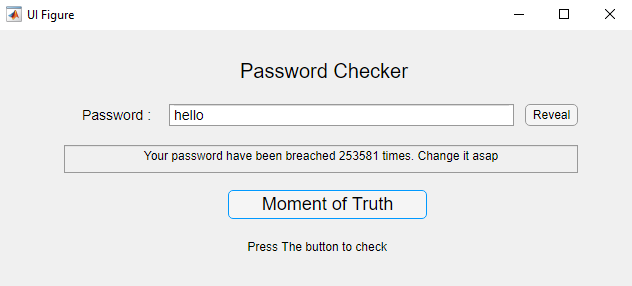 UI Figure
Password Checker
Password : hello Reveal
Your password have been breached 253581 times. Change it asap
Moment of Truth
Press The button to check